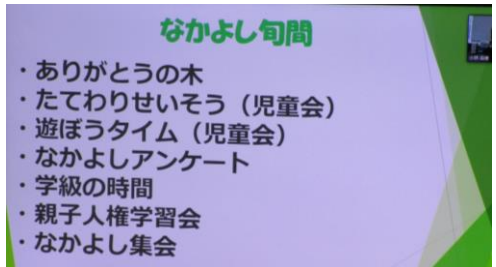 なかよし旬間
・ありがとうの木
・たてわりせいそう（児童会）
・遊ぼうタイム（児童会）
・なかよしアンケート
・学級の時間
・親子人権学習会
・なかよし集会